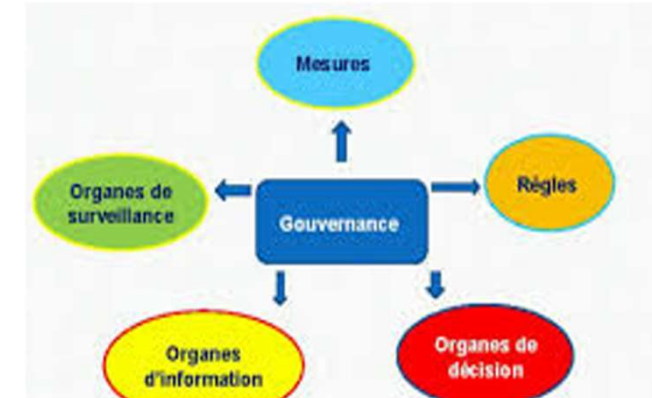 Mesures
Organes de
surveillance
Règles
Gouvernance
Organes
d'information
Organes de
décision